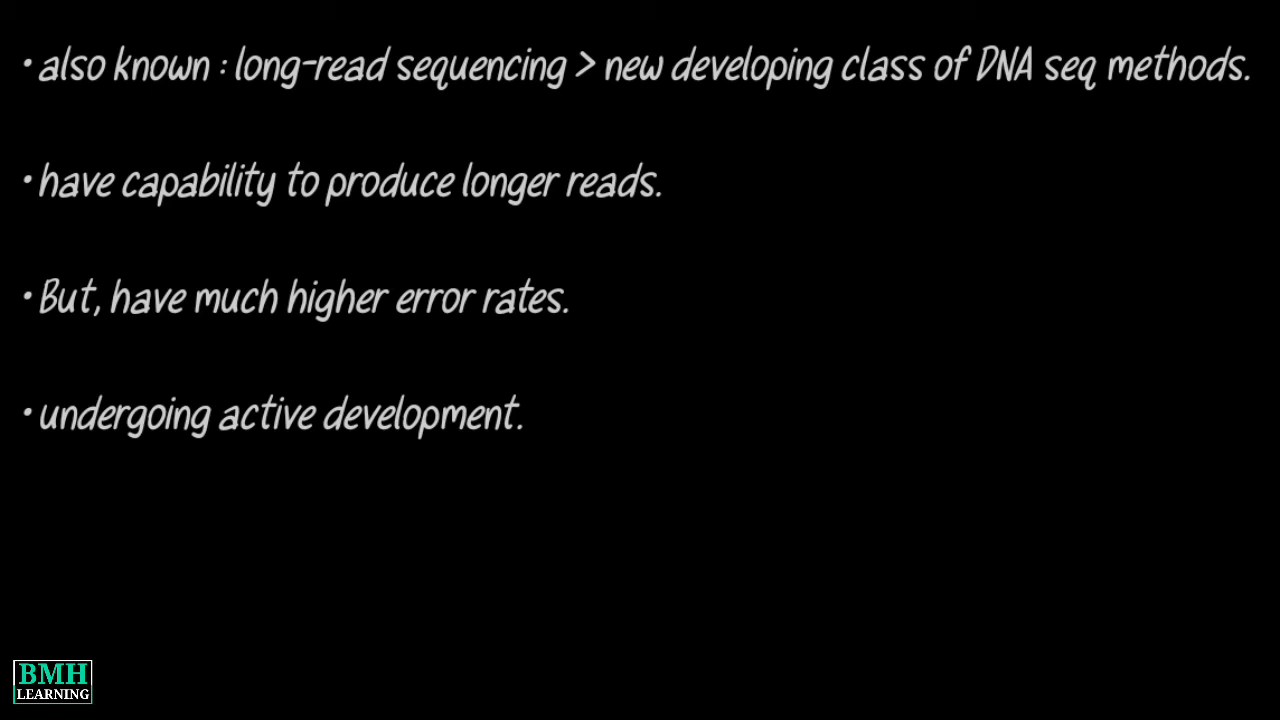 • also known : long-read sequencing > new developing class of DNA seq methods.
• have capability to produce longer reads.
• But, have much higher error rates.
• undergoing active development.
BMH
LEARNING